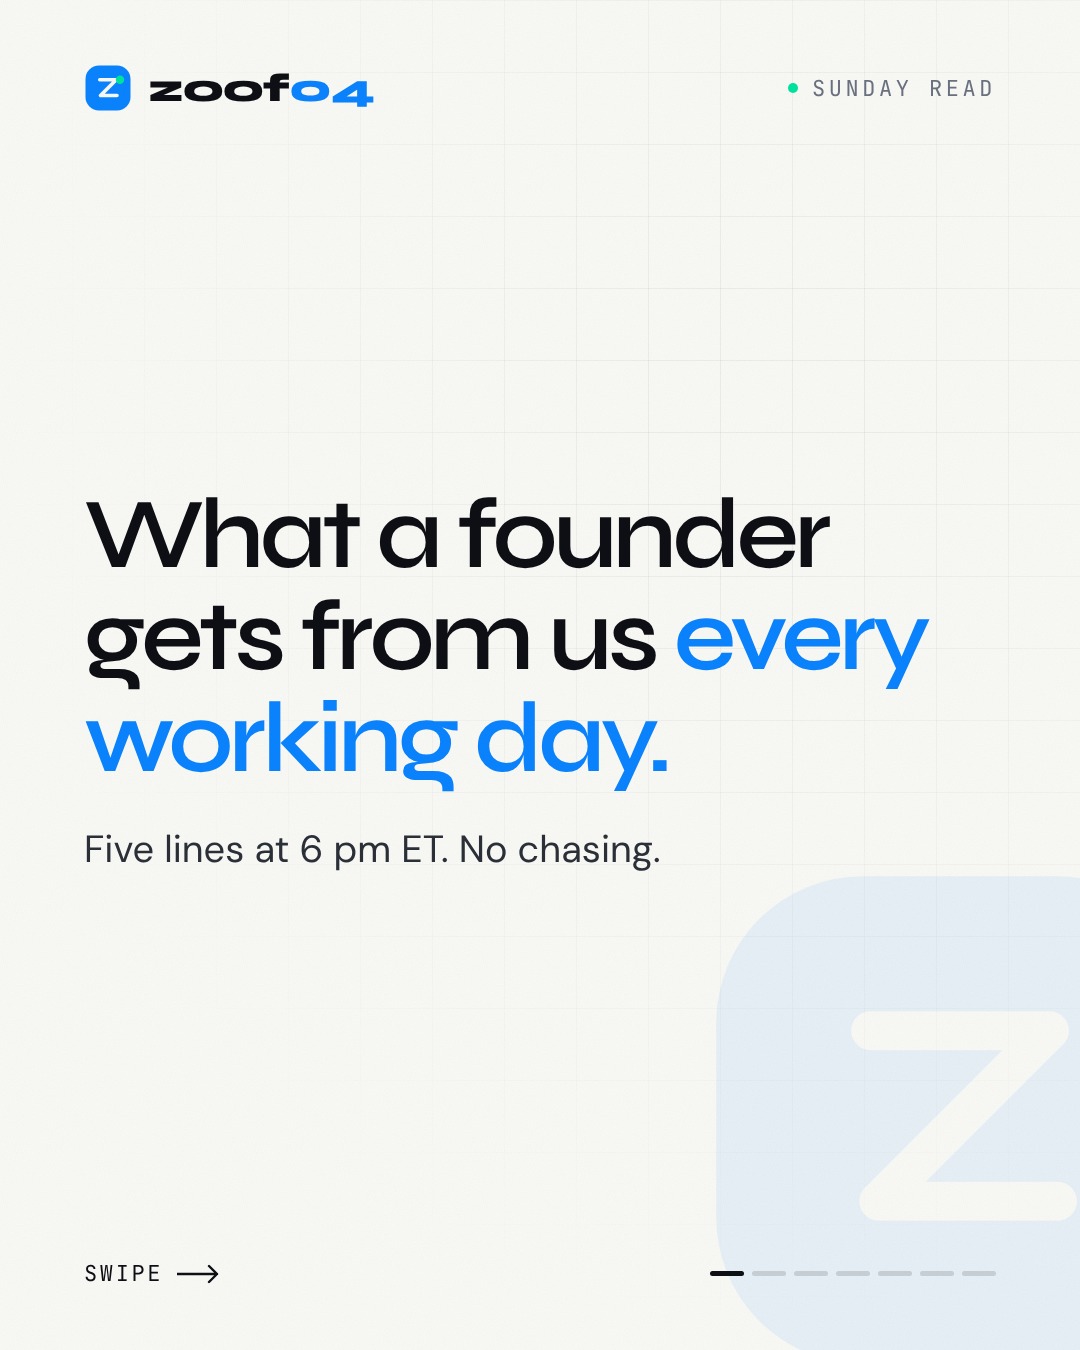 Z zoof04
SUNDAY READ
What a founder
gets from us every
working day.
Five lines at 6 pm ET. No chasing.
Z
SWIPE